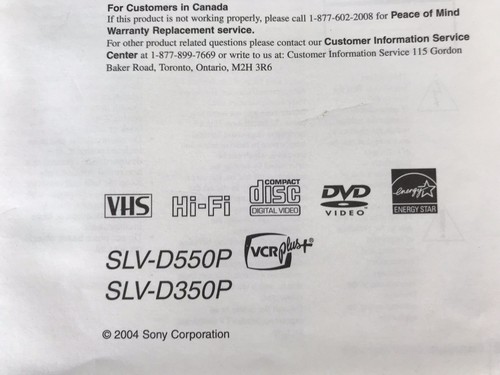 For Customers in Canada
If this product is not working properly, please call 1-877-602-2008 for Peace of Mind
Warranty Replacement service.
For other product related questions please contact our Customer Information Service
Center at 1-877-899-7669 or write to us at: Customer Information Service 115 Gordon
Baker Road, Toronto, Ontario, M2H 3R6
VHS Hi-Fi COMPACT disc DIGITAL VIDEO DVD VIDEO energy ENERGY STAR
SLV-D550P VCR plus+®
SLV-D350P
© 2004 Sony Corporation